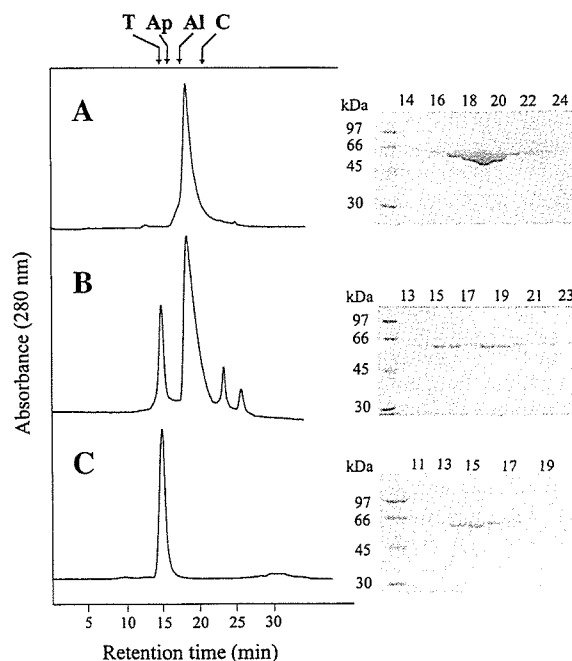 T Ap Al C
A
kDa 14 16 18 20 22 24
97
66
45
30
B
13 15 17 19 21 23
kDa
97
66
45
30
C
kDa 11 13 15 17 19
97
66
45
30
Absorbance (280 nm)
5 10 15 20 25 30
Retention time (min)